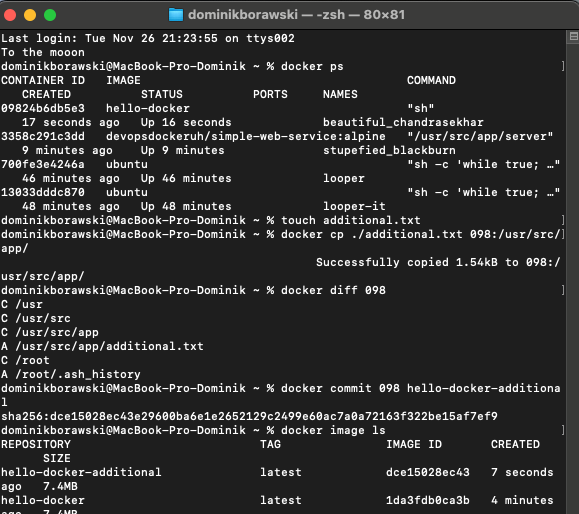 dominikborawski — -zsh — 80×81
Last login: Tue Nov 26 21:23:55 on ttys002
To the mooon
dominikborawski@MacBook-Pro-Dominik ~ % docker ps ]
CONTAINER ID   IMAGE                                      COMMAND
   CREATED          STATUS          PORTS     NAMES
09824b6db5e3   hello-docker                               "sh"
   17 seconds ago   Up 16 seconds             beautiful_chandrasekhar
3358c291c3dd   devopsdockeruh/simple-web-service:alpine   "/usr/src/app/server"
   9 minutes ago    Up 9 minutes              stupefied_blackburn
700fe3e4246a   ubuntu                                     "sh -c 'while true; …"
   46 minutes ago   Up 46 minutes             looper
13033dddc870   ubuntu                                     "sh -c 'while true; …"
   48 minutes ago   Up 48 minutes             looper-it
dominikborawski@MacBook-Pro-Dominik ~ % touch additional.txt ]
dominikborawski@MacBook-Pro-Dominik ~ % docker cp ./additional.txt 098:/usr/src/]
app/
                                             Successfully copied 1.54kB to 098:/
usr/src/app/
dominikborawski@MacBook-Pro-Dominik ~ % docker diff 098 ]
C /usr
C /usr/src
C /usr/src/app
A /usr/src/app/additional.txt
C /root
A /root/.ash_history
dominikborawski@MacBook-Pro-Dominik ~ % docker commit 098 hello-docker-additiona
l
sha256:dce15028ec43e29600ba6e1e2652129c2499e60ac7a0a72163f322be15af7ef9
dominikborawski@MacBook-Pro-Dominik ~ % docker image ls ]
REPOSITORY                           TAG               IMAGE ID       CREATED
      SIZE
hello-docker-additional              latest            dce15028ec43   7 seconds
ago   7.4MB
hello-docker                         latest            1da3fdb0ca3b   4 minutes
ago   7.4MB